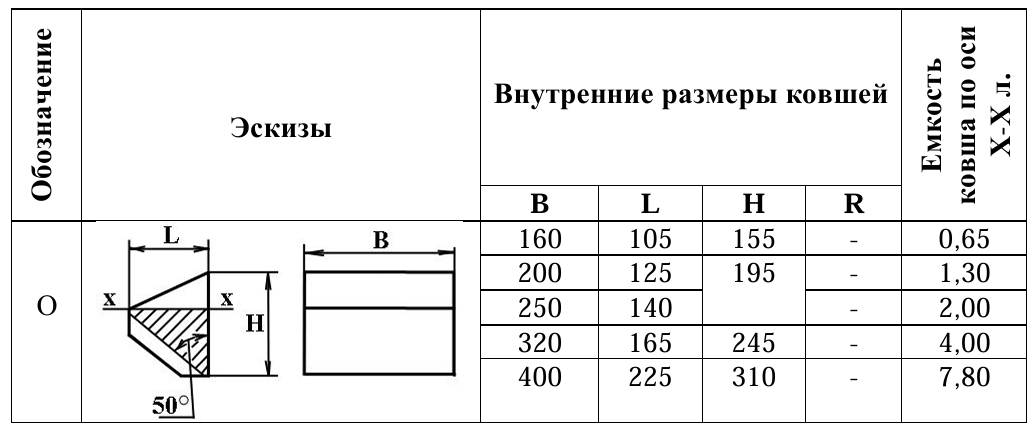 Обозначение
Эскизы
Внутренние размеры ковшей
Емкость
ковша по оси
X-X л.
B L H R
O
L
B
x x
H
50°
160 105 155 - 0,65
200 125 195 - 1,30
250 140 - 2,00
320 165 245 - 4,00
400 225 310 - 7,80